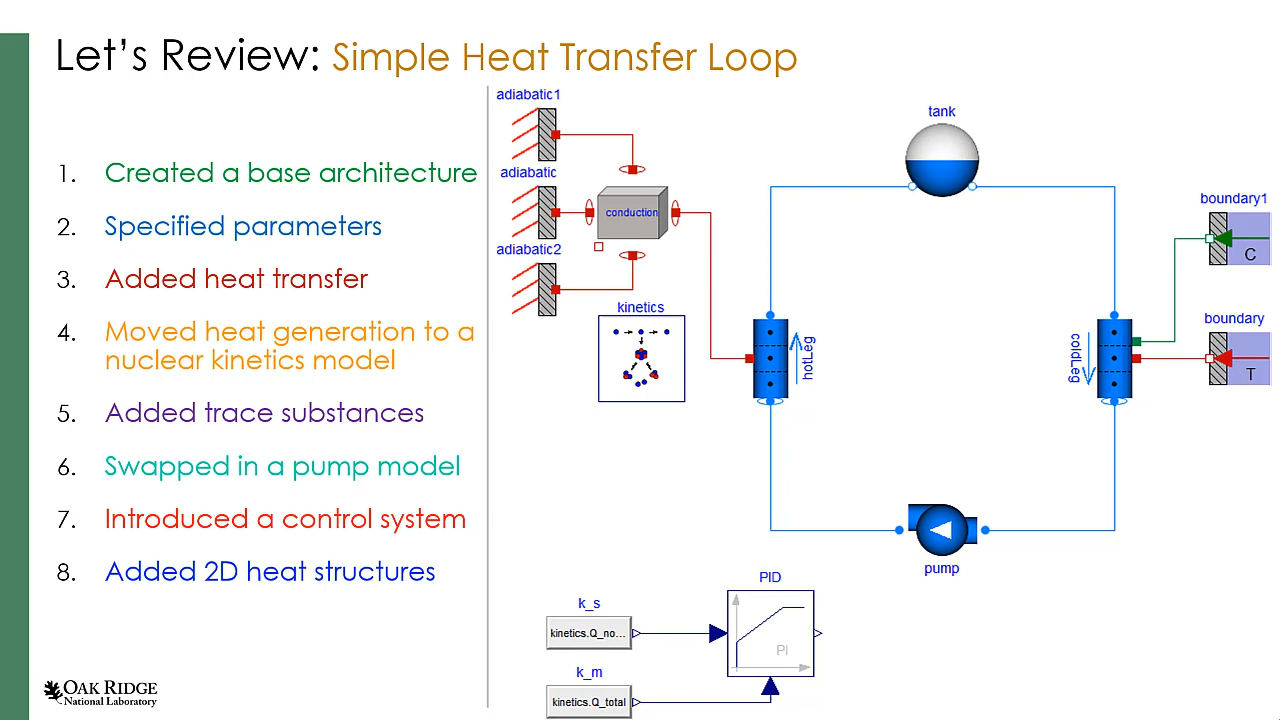 Let's Review: Simple Heat Transfer Loop
1. Created a base architecture
2. Specified parameters
3. Added heat transfer
4. Moved heat generation to a
nuclear kinetics model
5. Added trace substances
6. Swapped in a pump model
7. Introduced a control system
8. Added 2D heat structures
OAK RIDGE
National Laboratory
adiabatic1
adiabatic
conduction
adiabatic2
kinetics
tank
hotLeg
coldLeg
boundary1
C
boundary
T
pump
PID
PI
k_s
kinetics.Q_no...
k_m
kinetics.Q_total